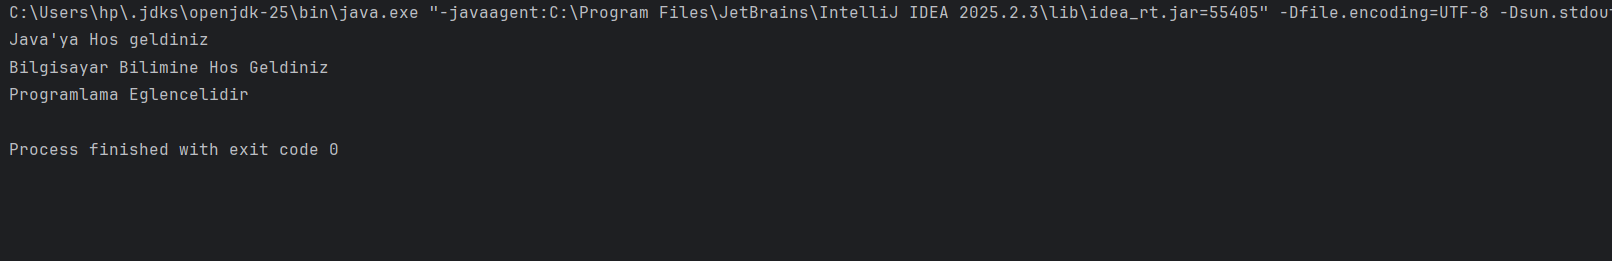 C:\Users\hp\.jdks\openjdk-25\bin\java.exe "-javaagent:C:\Program Files\JetBrains\IntelliJ IDEA 2025.2.3\lib\idea_rt.jar=55405" -Dfile.encoding=UTF-8 -Dsun.stdout
Java'ya Hos geldiniz
Bilgisayar Bilimine Hos Geldiniz
Programlama Eglencelidir
Process finished with exit code 0